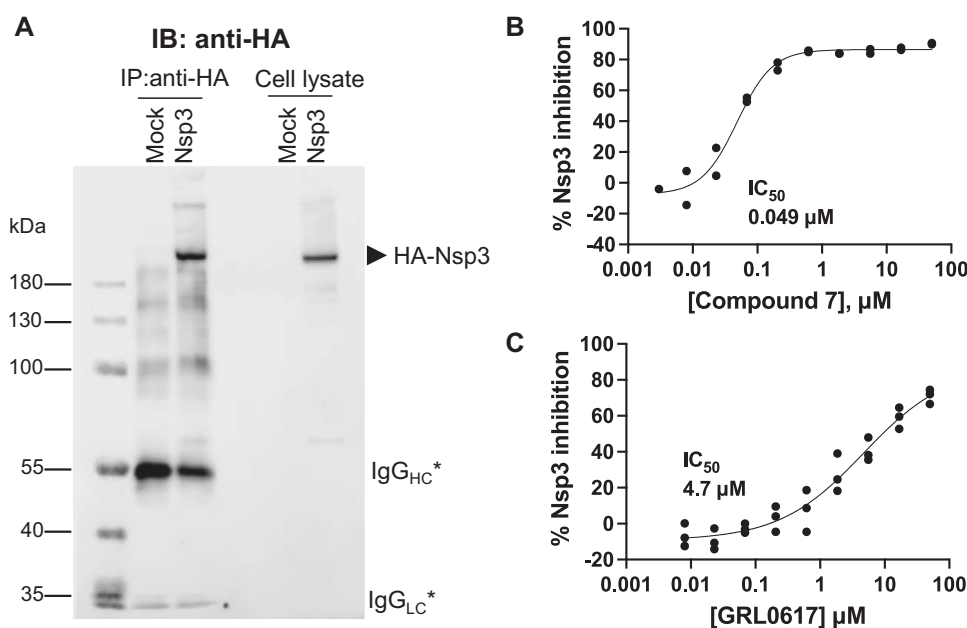 A
IB: anti-HA
IP:anti-HA
Cell lysate
Mock
Nsp3
Mock
Nsp3
kDa
180
130
100
55
40
35
HA-Nsp3
IgGHC*
IgGLC*
B
% Nsp3 inhibition
100
80
60
40
20
0
-20
-40
IC50
0.049 µM
0.001
0.01
0.1
1
10
100
[Compound 7], µM
C
% Nsp3 inhibition
100
80
60
40
20
0
-20
IC50
4.7 µM
0.001
0.01
0.1
1
10
100
[GRL0617] µM